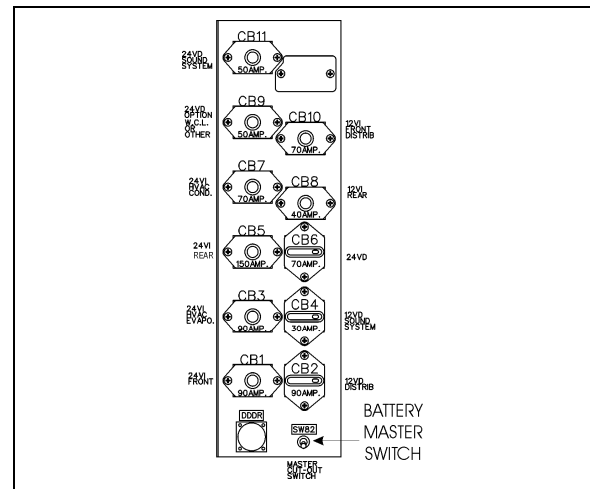 CB11
24VD
SOUND
SYSTEM
50AMP.
CB9
24VD
OPTION
W.C.L.
OR
OTHER
50AMP.
CB10
12VI
FRONT
DISTRIB
70AMP.
CB7
24VI
HVAC
COND.
70AMP.
CB8
12VI
REAR
40AMP.
CB5
24VI
REAR
150AMP.
CB6
24VD
70AMP.
CB3
24VI
HVAC
EVAPO.
90AMP.
CB4
12VD
SOUND
SYSTEM
30AMP.
CB1
24VI
FRONT
90AMP.
CB2
12VD
DISTRIB
90AMP.
DDDR
SW82
BATTERY
MASTER
SWITCH
MASTER
CUT-OUT
SWITCH